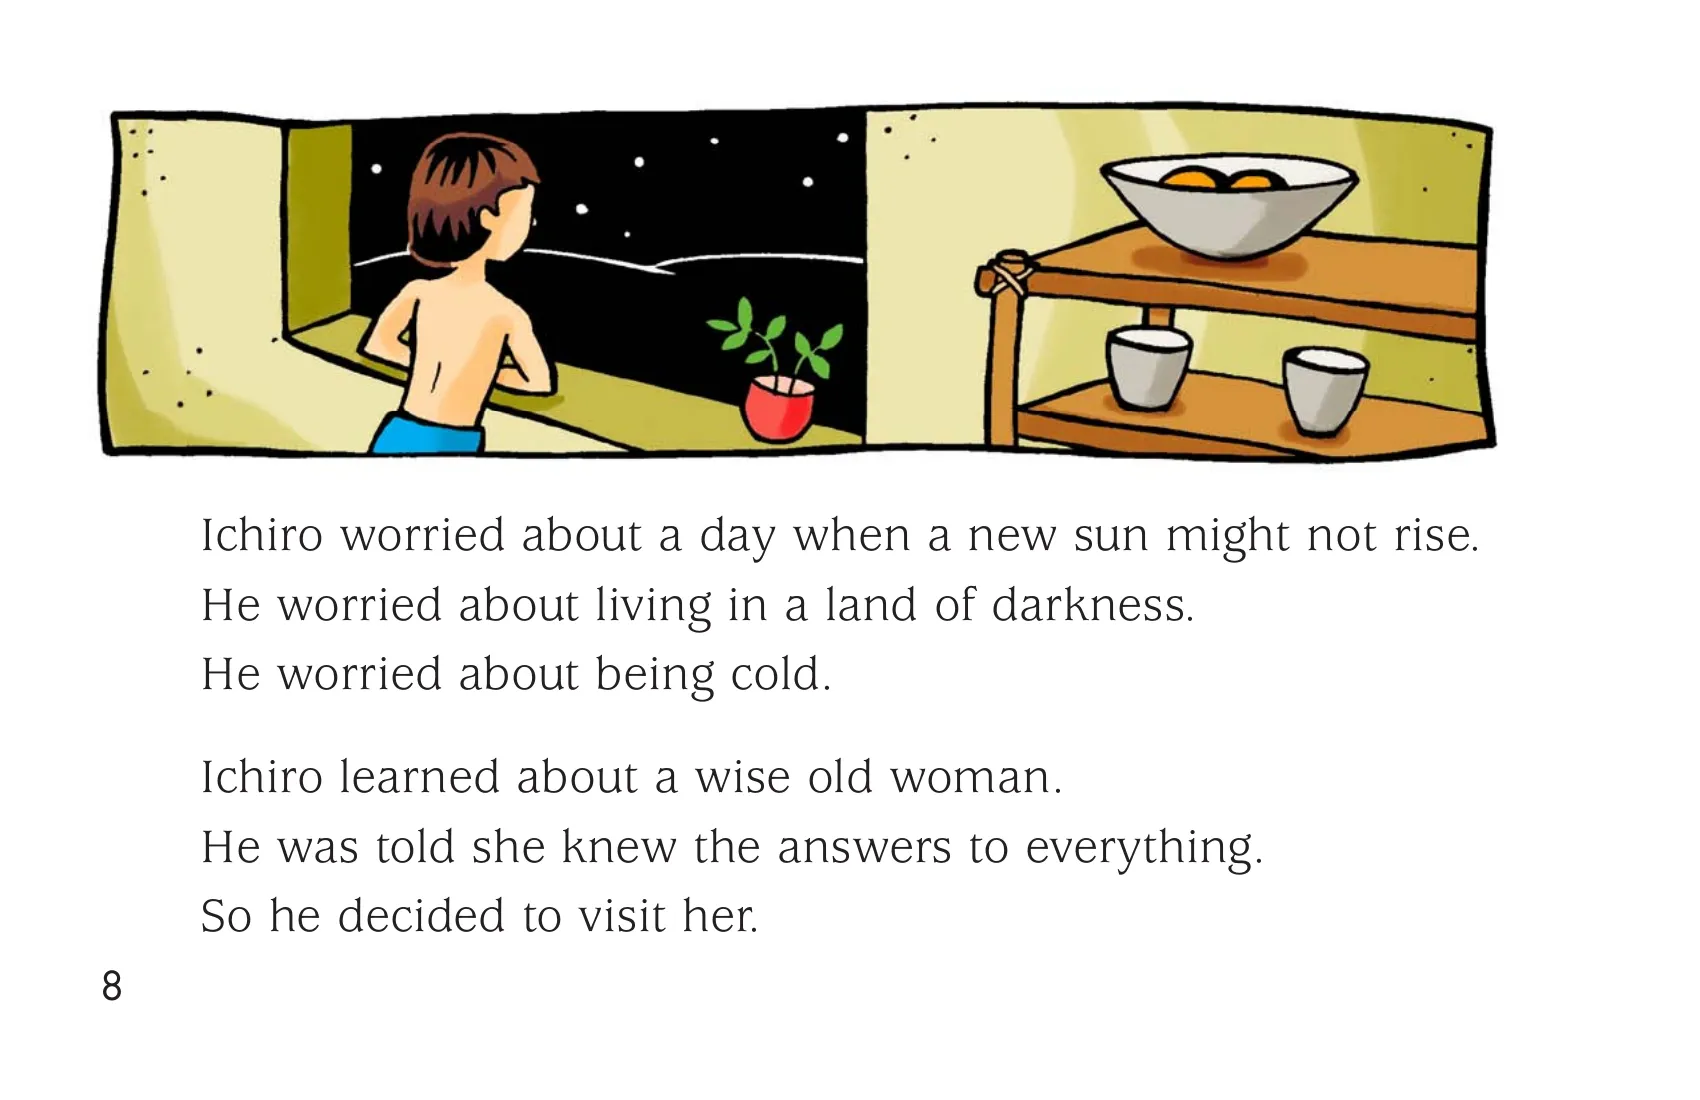 Ichiro worried about a day when a new sun might not rise.
He worried about living in a land of darkness.
He worried about being cold.
Ichiro learned about a wise old woman.
He was told she knew the answers to everything.
So he decided to visit her.
8